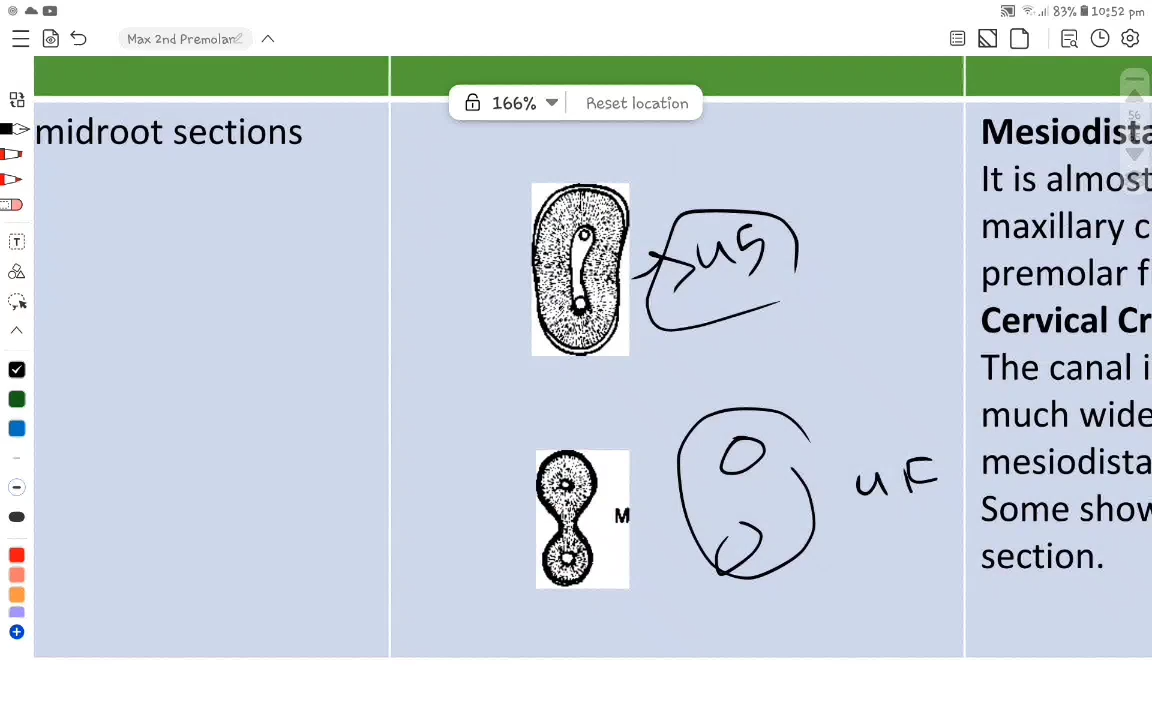 83% 10:52 pm
Max 2nd Premolar
166% Reset location
midroot sections
Mesiodista
It is almost
maxillary c
premolar f
Cervical Cr
The canal i
much wide
mesiodista
Some show
section.
us
M
UF
56
T